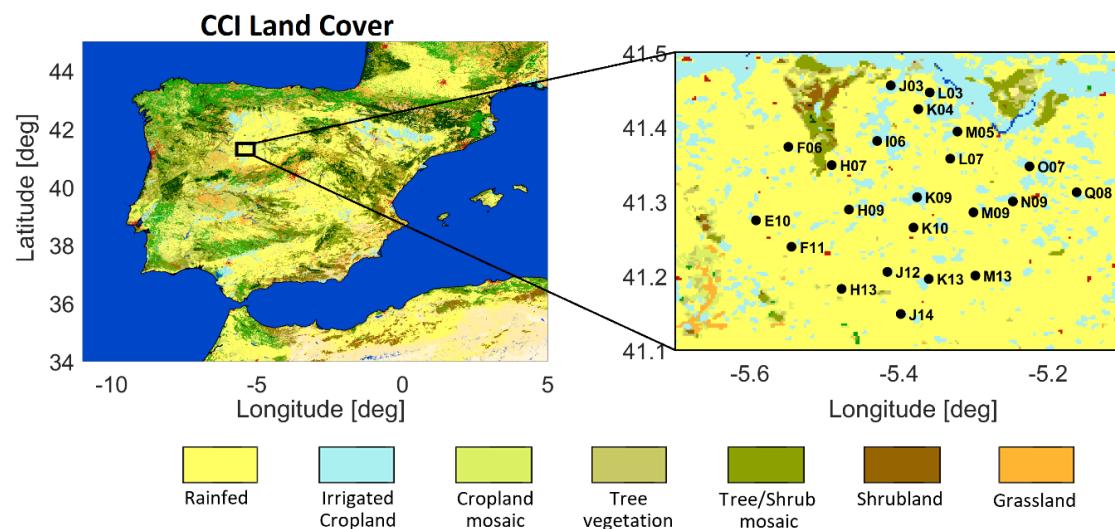 CCI Land Cover
44
42
40
38
36
34
Latitude [deg]
-10
-5
0
5
Longitude [deg]
41.5
41.4
41.3
41.2
41.1
Latitude [deg]
-5.6
-5.4
-5.2
Longitude [deg]
J03
L03
K04
M05
I06
F06
L07
H07
O07
Q08
K09
N09
H09
M09
E10
K10
F11
J12
K13
M13
H13
J14
Rainfed
Irrigated
Cropland
Cropland
mosaic
Tree
vegetation
Tree/Shrub
mosaic
Shrubland
Grassland